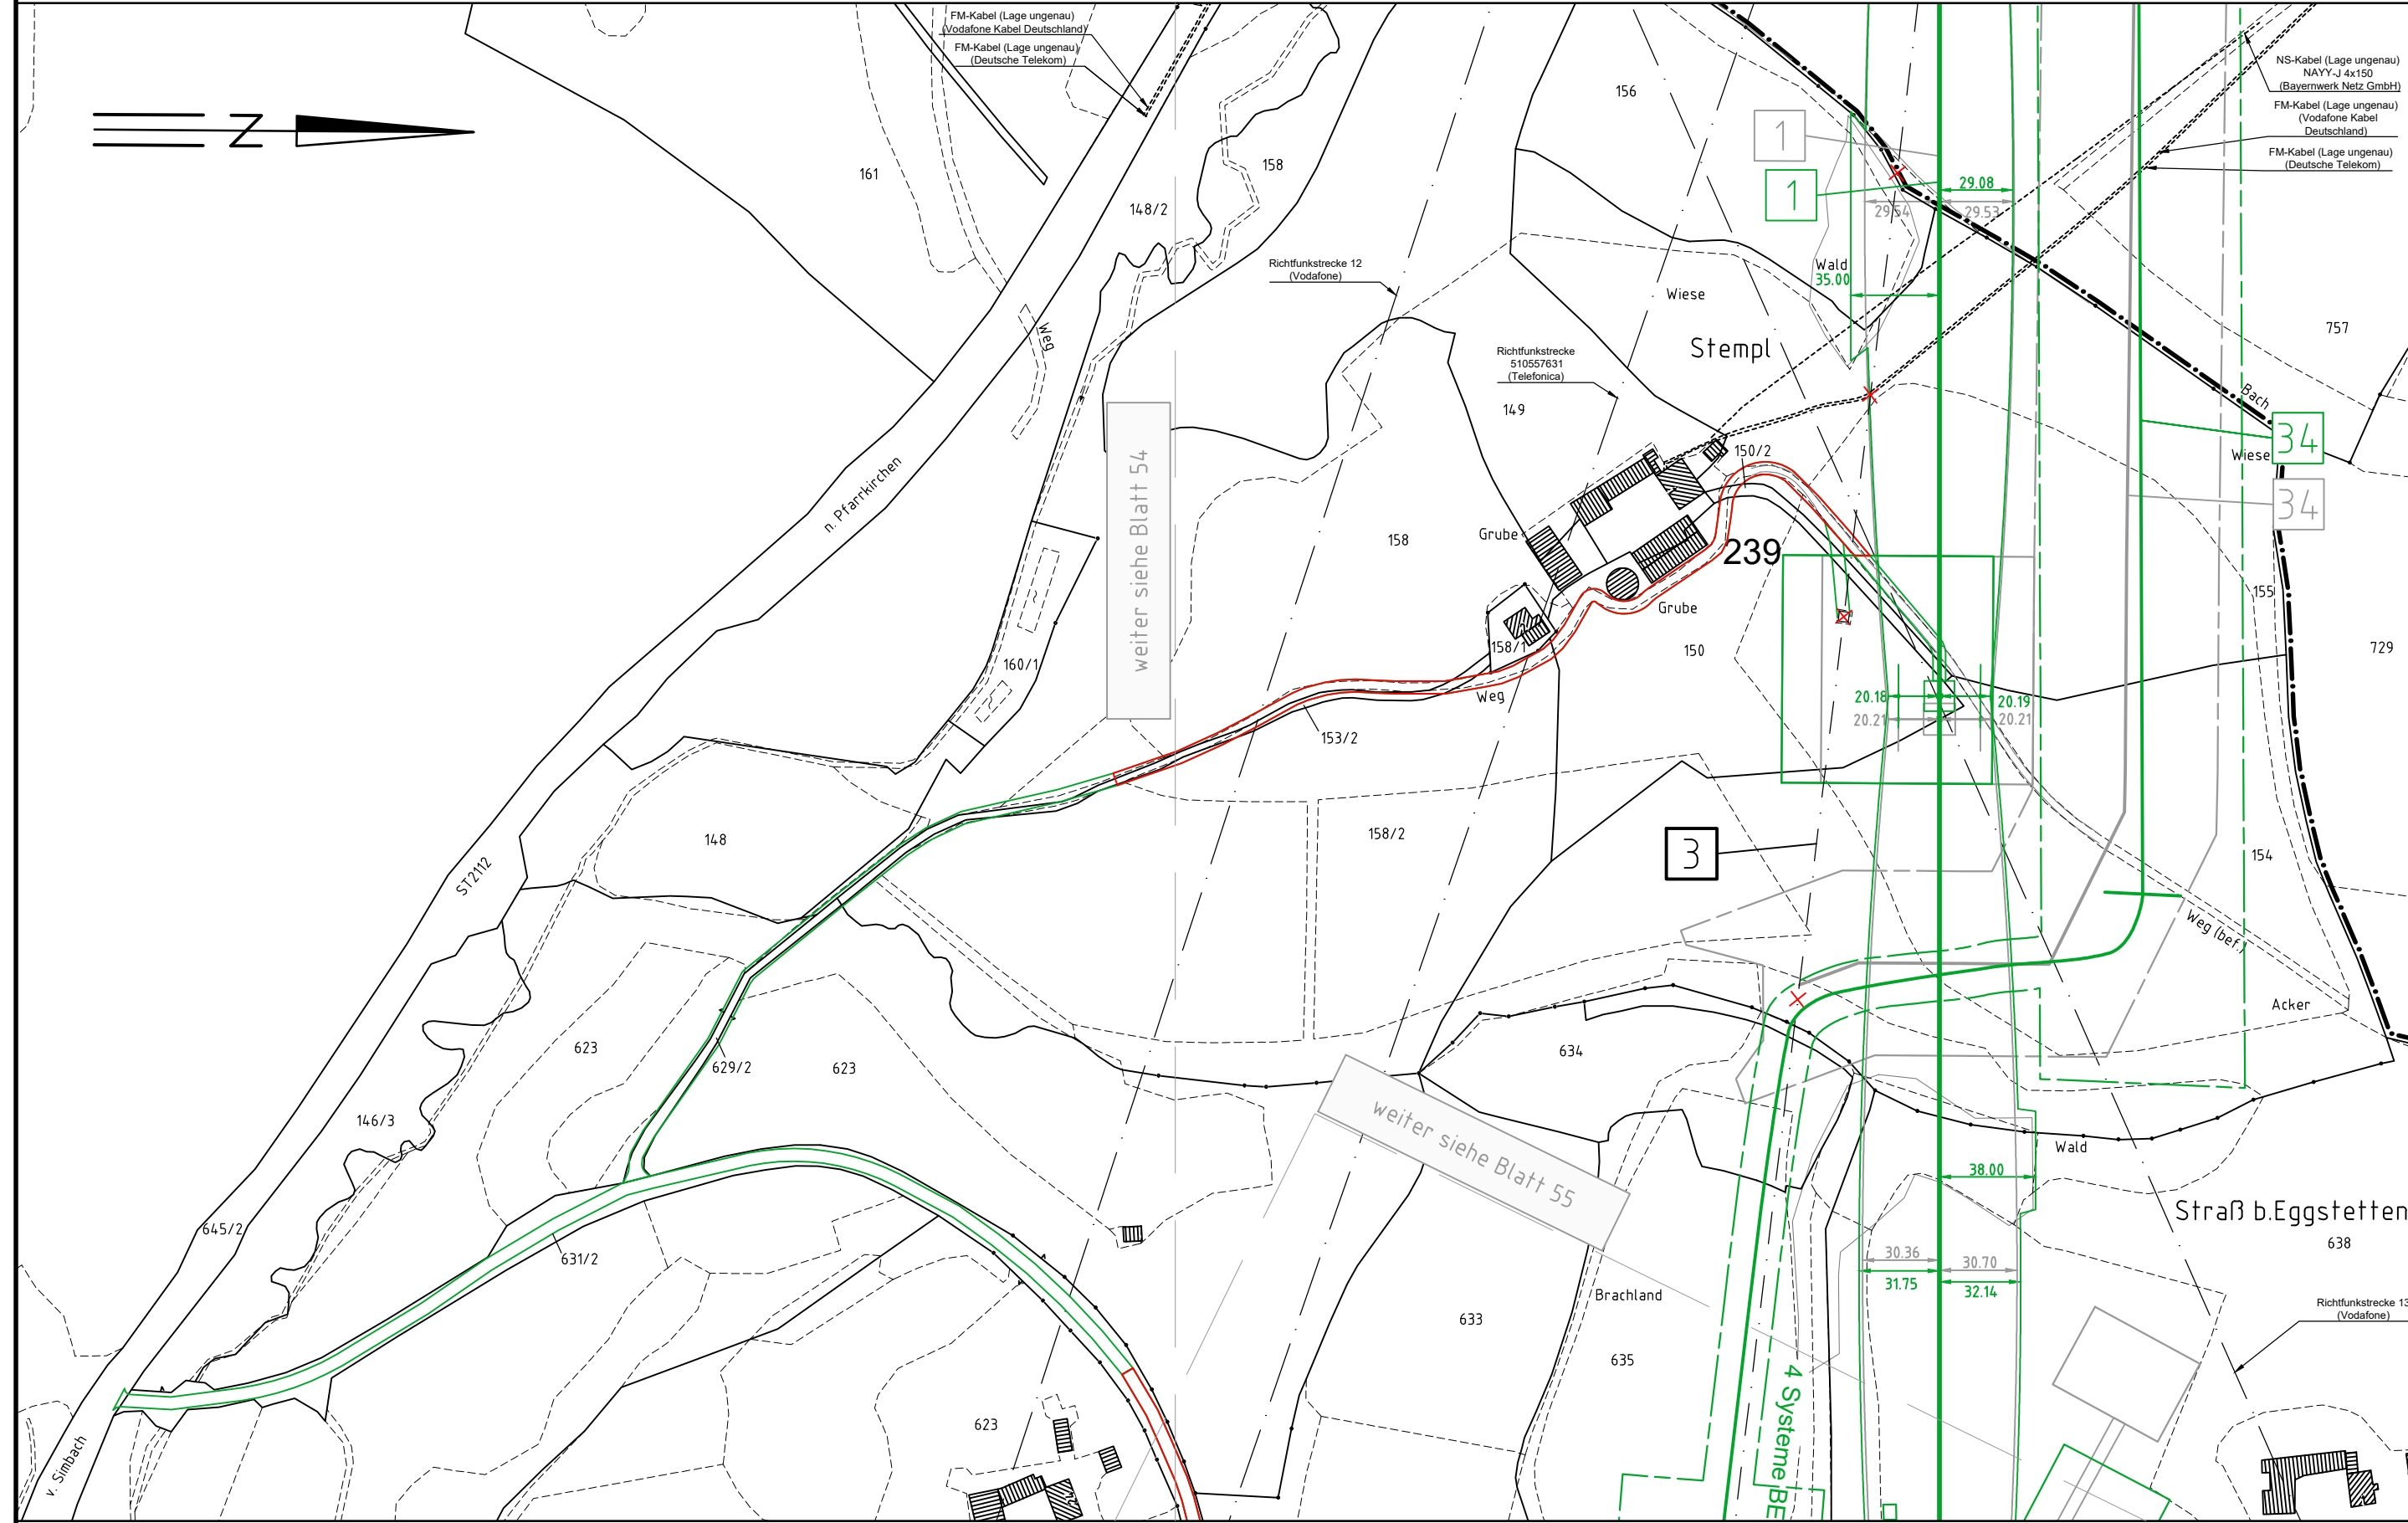 FM-Kabel (Lage ungenau)
(Vodafone Kabel Deutschland)
FM-Kabel (Lage ungenau)
(Deutsche Telekom)
NS-Kabel (Lage ungenau)
NAYY-J 4x150
(Bayernwerk Netz GmbH)
FM-Kabel (Lage ungenau)
(Vodafone Kabel
Deutschland)
FM-Kabel (Lage ungenau)
(Deutsche Telekom)
N
156
1
1
161
158
148/2
29.08
29.54
29.53
Richtfunkstrecke 12
(Vodafone)
Wald
35.00
Wiese
757
Weg
Stempl
Richtfunkstrecke
510557631
(Telefonica)
149
Bach
34
Wiese
34
150/2
n. Pfarrkirchen
weiter siehe Blatt 54
158
Grube
239
155
Grube
158/1
150
729
160/1
Weg
20.18
20.19
20.21
20.21
153/2
148
158/2
3
154
ST2112
Weg (bef.)
Acker
623
629/2
623
634
146/3
weiter siehe Blatt 55
Wald
38.00
Straß b.Eggstetten
638
645/2
631/2
30.36
30.70
31.75
32.14
Brachland
633
635
Richtfunkstrecke 13
(Vodafone)
4 Systeme BE
623
v. Simbach